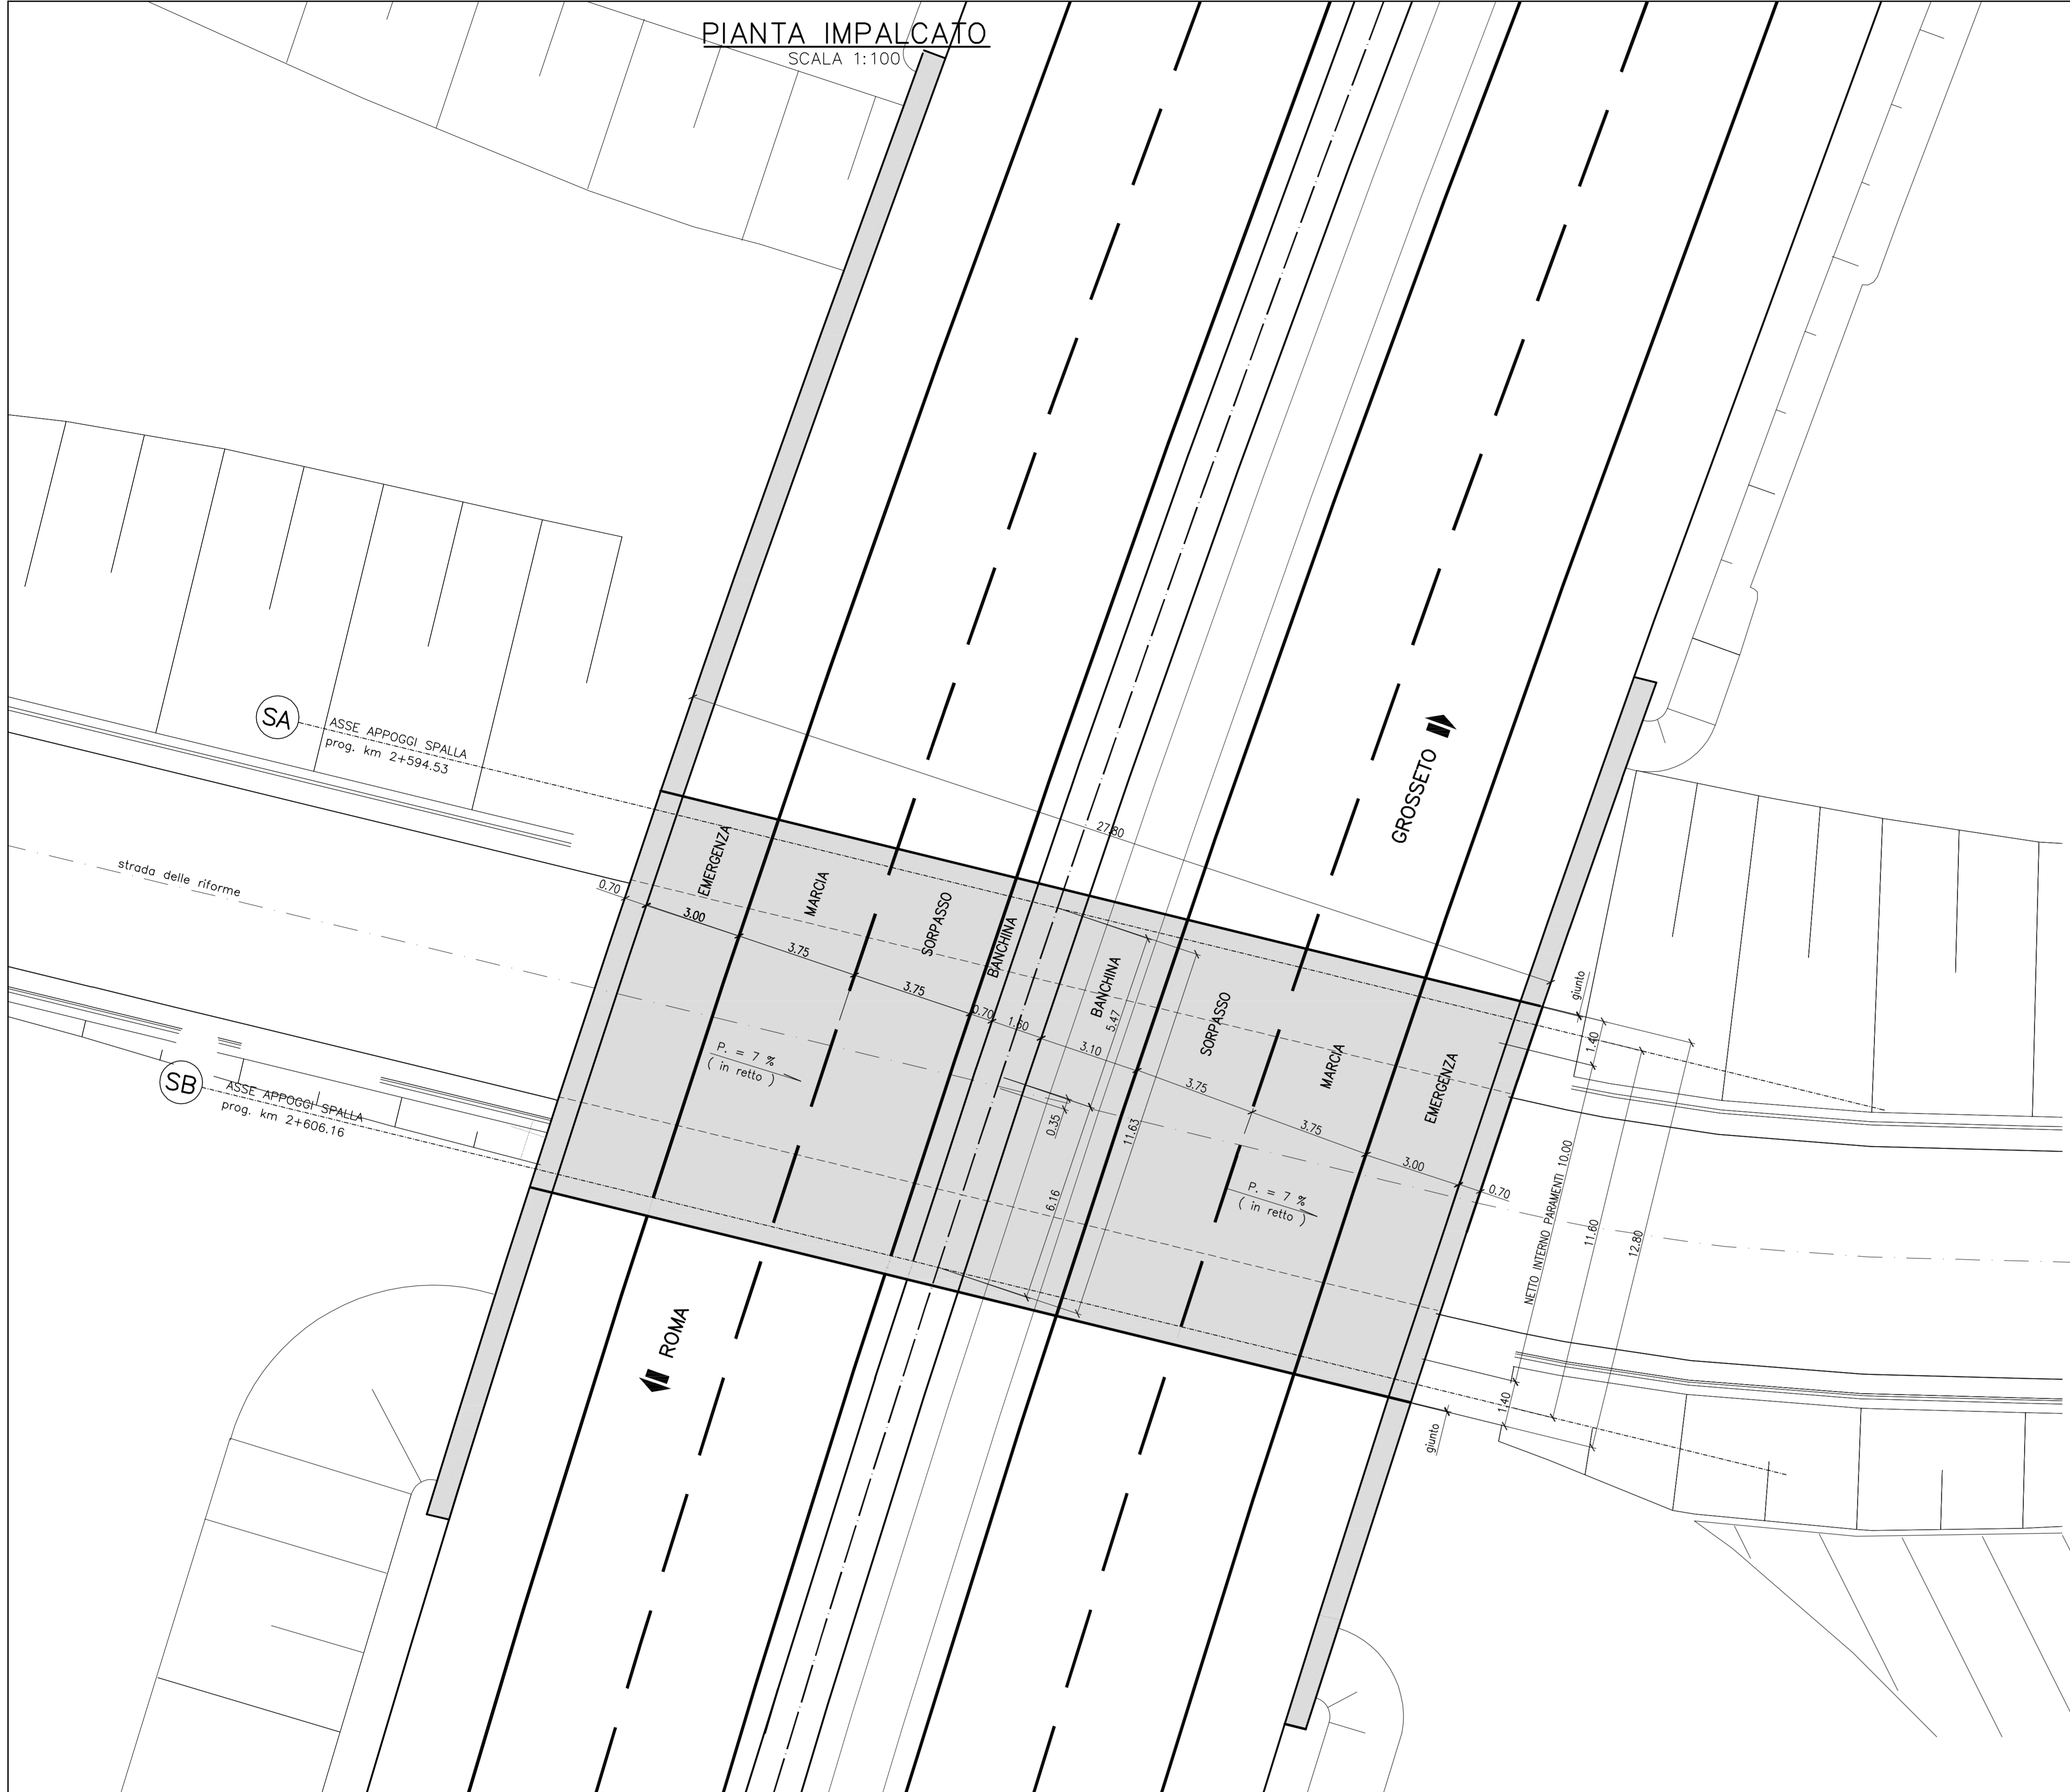 PIANTA IMPALCATO
SCALA 1:100
SA
ASSE APPOGGI SPALLA
prog. km 2+594.53
strada delle riforme
SB
ASSE APPOGGI SPALLA
prog. km 2+606.16
GROSSETO
27.80
EMERGENZA
MARCIA
SORPASSO
BANCHINA
BANCHINA
SORPASSO
MARCIA
EMERGENZA
0.70
3.00
3.75
3.75
0.70
1.60
3.10
3.75
3.75
3.00
0.70
P. = 7 %
( in retto )
P. = 7 %
( in retto )
5.47
0.35
11.63
6.16
giunto
1.40
NETTO INTERNO PARAMENTI 10.00
11.60
12.80
1.40
giunto
ROMA